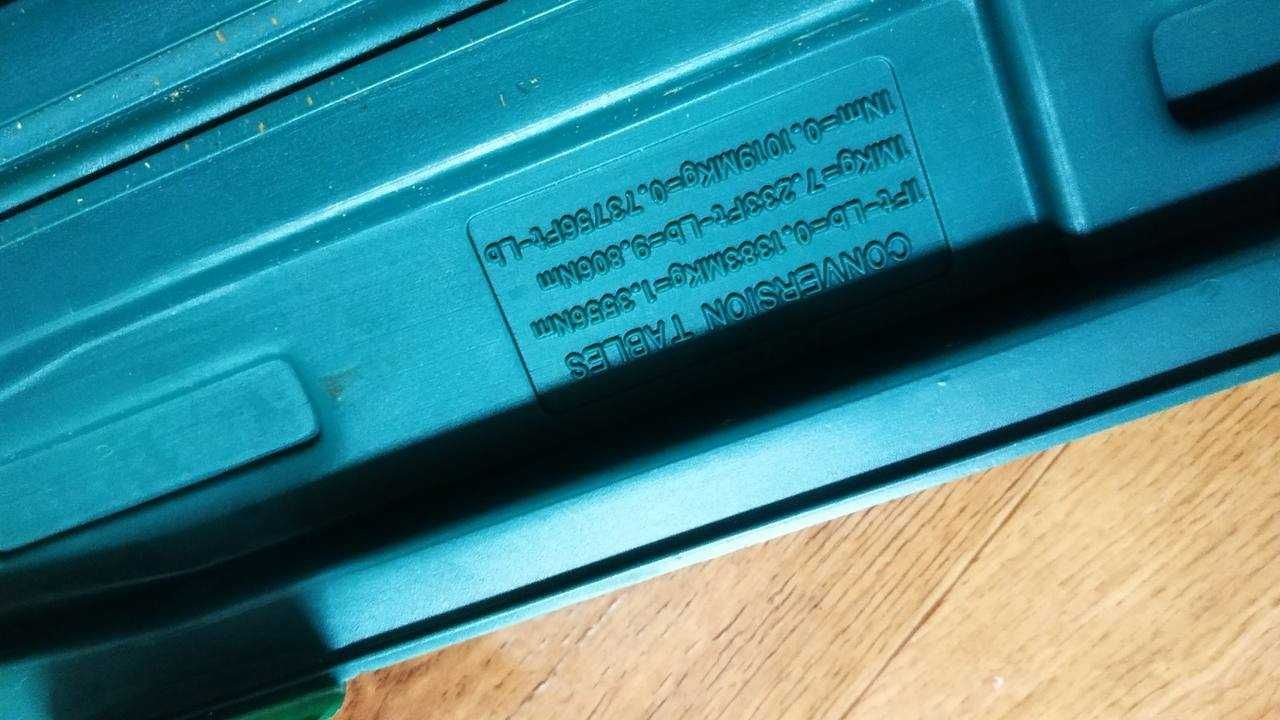 CONVERSION TABLES
1Ft-Lb=0.1383MKg=1.3556Nm
1MKg=7.233Ft-Lb=9.806Nm
1Nm=0.1019MKg=0.73756Ft-Lb